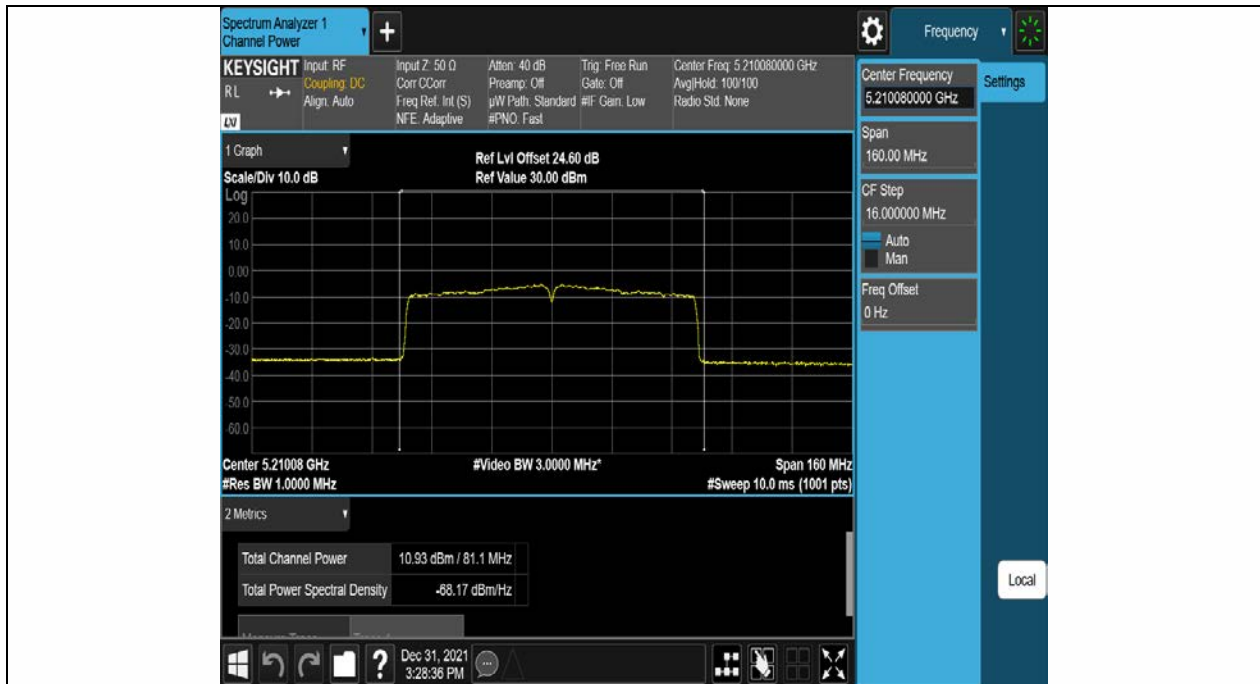 Spectrum Analyzer 1
Channel Power
+
Frequency
KEYSIGHT
RL
LXI
Input: RF
Coupling: DC
Align: Auto
Input Z: 50 Ω
Corr CCorr
Freq Ref: Int (S)
NFE: Adaptive
Atten: 40 dB
Preamp: Off
µW Path: Standard
#PNO: Fast
Trig: Free Run
Gate: Off
#IF Gain: Low
Center Freq: 5.210080000 GHz
Avg|Hold: 100/100
Radio Std: None
Center Frequency
5.210080000 GHz
Settings
Span
160.00 MHz
CF Step
16.000000 MHz
Auto
Man
Freq Offset
0 Hz
Local
1 Graph
Scale/Div 10.0 dB
Ref Lvl Offset 24.60 dB
Ref Value 30.00 dBm
Log
20.0
10.0
0.00
-10.0
-20.0
-30.0
-40.0
-50.0
-60.0
Center 5.21008 GHz
#Res BW 1.0000 MHz
#Video BW 3.0000 MHz*
Span 160 MHz
#Sweep 10.0 ms (1001 pts)
2 Metrics
Total Channel Power 10.93 dBm / 81.1 MHz
Total Power Spectral Density -68.17 dBm/Hz
?
Dec 31, 2021
3:28:36 PM